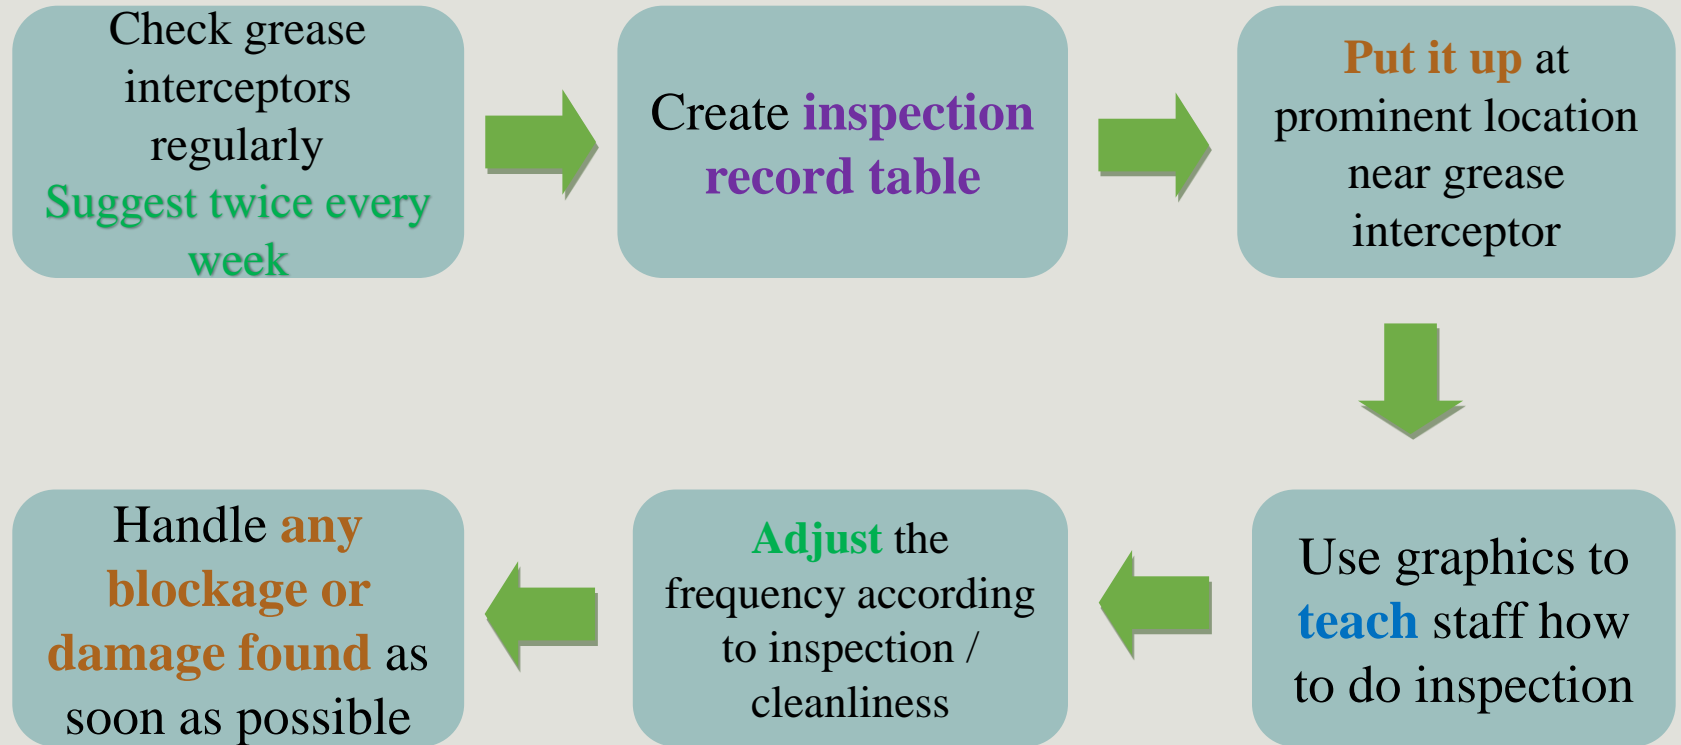 Check grease
interceptors
regularly
Suggest twice every
week
Create inspection
record table
Put it up at
prominent location
near grease
interceptor
Use graphics to
teach staff how
to do inspection
Adjust the
frequency according
to inspection /
cleanliness
Handle any
blockage or
damage found as
soon as possible